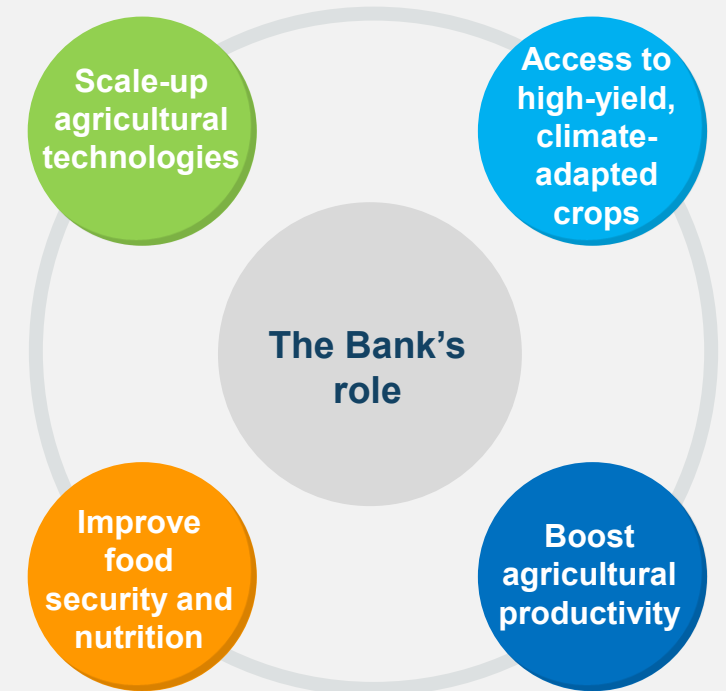 Scale-up
agricultural
technologies
Access to
high-yield,
climate-
adapted
crops
The Bank’s
role
Improve
food
security and
nutrition
Boost
agricultural
productivity